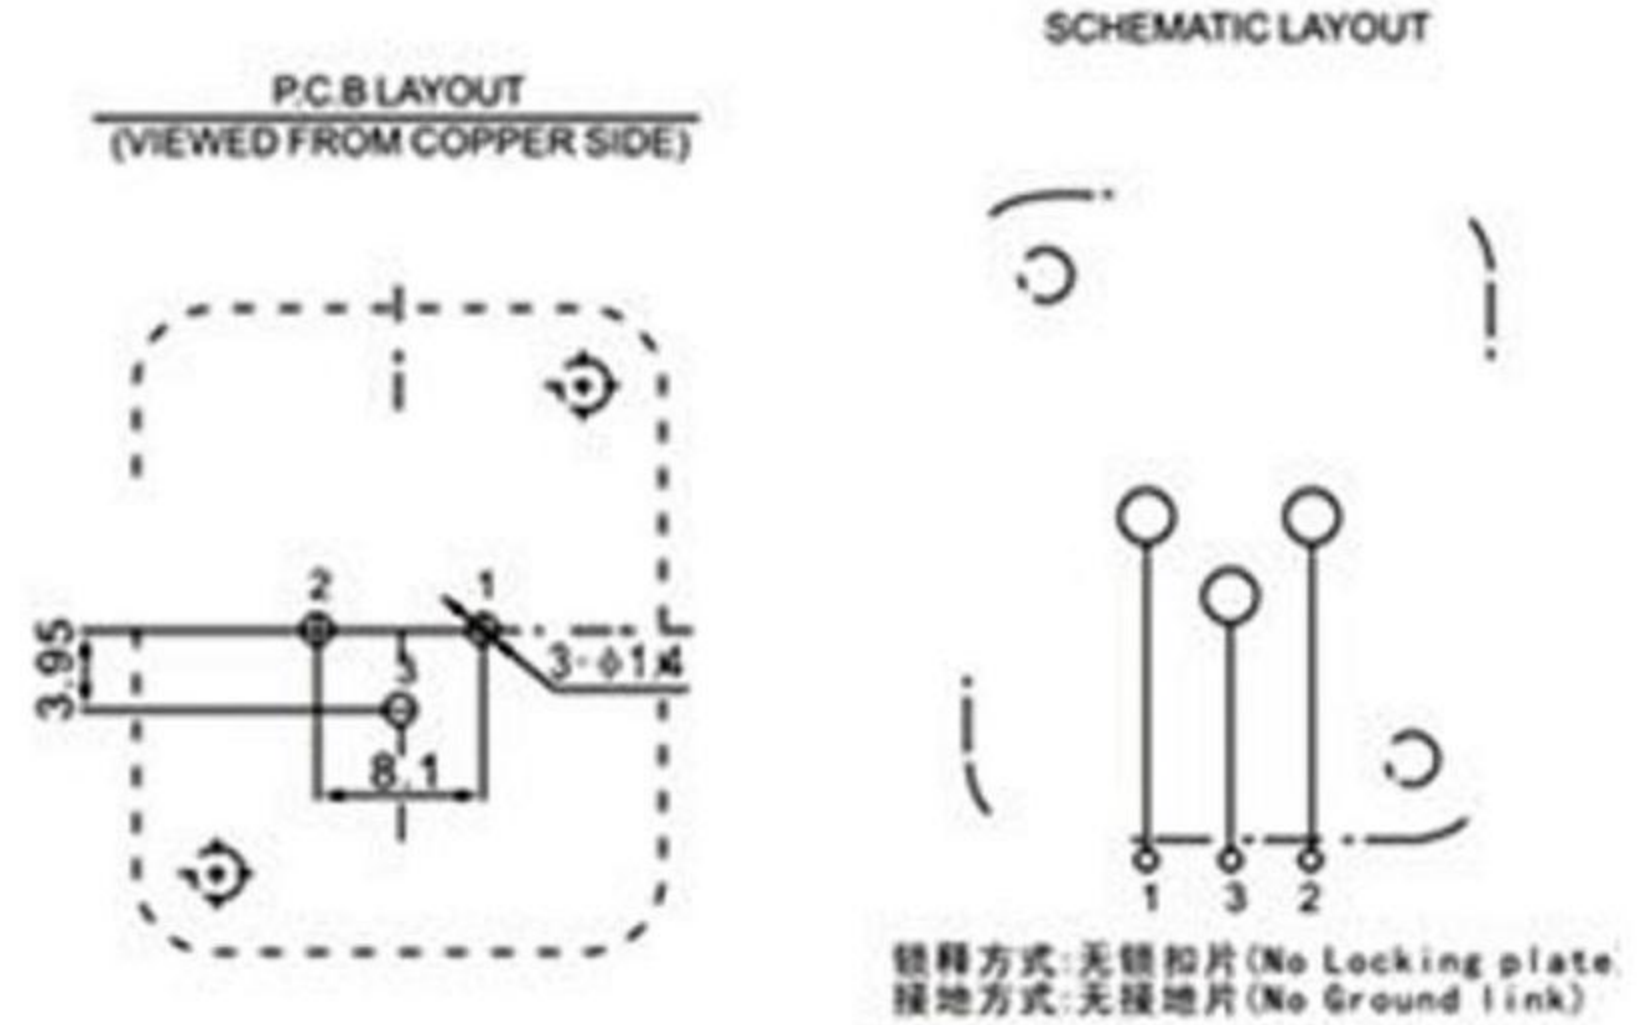 SCHEMATIC LAYOUT
P.C.B LAYOUT
(VIEWED FROM COPPER SIDE)
2
1
3.95
3
3-ф1.4
8.1
1
3
2
锁释方式:无锁扣片(No Locking plate
接地方式:无接地片(No Ground link)